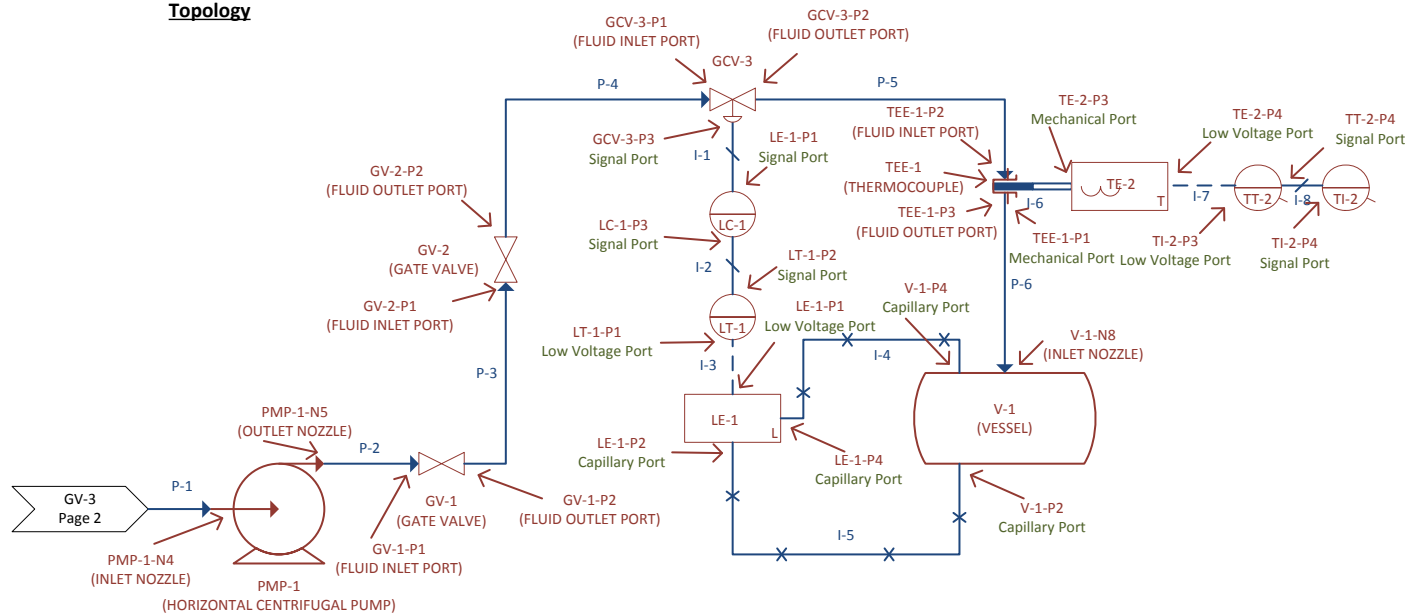 Topology
GCV-3-P1
(FLUID INLET PORT)
GCV-3-P2
(FLUID OUTLET PORT)
GCV-3
P-4
P-5
GCV-3-P3
Signal Port
I-1
LE-1-P1
Signal Port
LC-1
LC-1-P3
Signal Port
I-2
LT-1-P2
Signal Port
LT-1
LT-1-P1
Low Voltage Port
LE-1-P1
Low Voltage Port
I-3
LE-1
L
LE-1-P2
Capillary Port
LE-1-P4
Capillary Port
I-4
I-5
TEE-1-P2
(FLUID INLET PORT)
TEE-1
(THERMOCOUPLE)
TEE-1-P3
(FLUID OUTLET PORT)
I-6
TEE-1-P1
Mechanical Port
TE-2-P3
Mechanical Port
TE-2
T
TE-2-P4
Low Voltage Port
I-7
TT-2
TT-2-P4
Signal Port
I-8
TI-2
TI-2-P3
Low Voltage Port
TI-2-P4
Signal Port
P-6
V-1-P4
Capillary Port
V-1-N8
(INLET NOZZLE)
V-1
(VESSEL)
V-1-P2
Capillary Port
GV-2-P2
(FLUID OUTLET PORT)
GV-2
(GATE VALVE)
GV-2-P1
(FLUID INLET PORT)
P-3
PMP-1-N5
(OUTLET NOZZLE)
P-2
GV-3
Page 2
P-1
PMP-1-N4
(INLET NOZZLE)
PMP-1
(HORIZONTAL CENTRIFUGAL PUMP)
GV-1
(GATE VALVE)
GV-1-P1
(FLUID INLET PORT)
GV-1-P2
(FLUID OUTLET PORT)